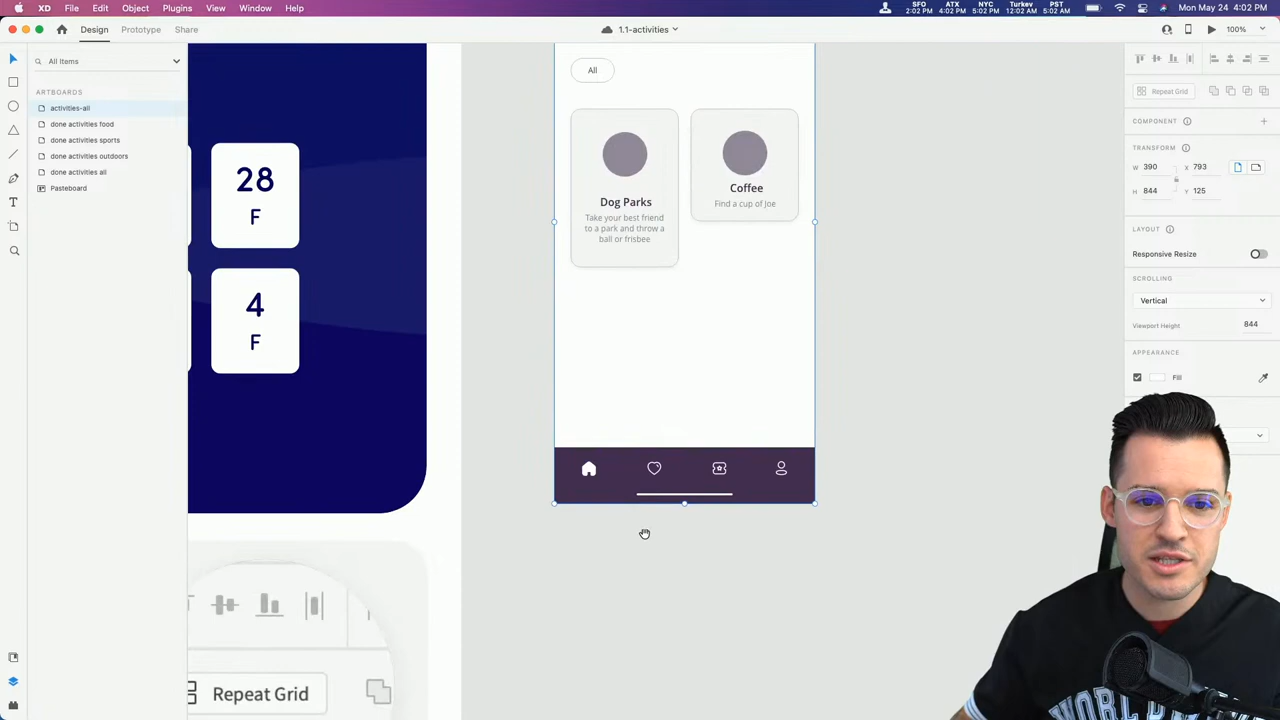 XD File Edit Object Plugins View Window Help
SFO ATX NYC Turkey PST
2:02 PM 4:02 PM 5:02 PM 12:02 AM 5:02 AM
Mon May 24 4:02 PM
Design Prototype Share
1.1-activities
100%
All Items
ARTBOARDS
activities-all
done activities food
done activities sports
done activities outdoors
done activities all
Pasteboard
28
F
4
F
Repeat Grid
All
Dog Parks
Take your best friend
to a park and throw a
ball or frisbee
Coffee
Find a cup of Joe
Repeat Grid
COMPONENT
TRANSFORM
W 390 X 793
H 844 Y 125
LAYOUT
Responsive Resize
SCROLLING
Vertical
Viewport Height 844
APPEARANCE
Fill
WORLD